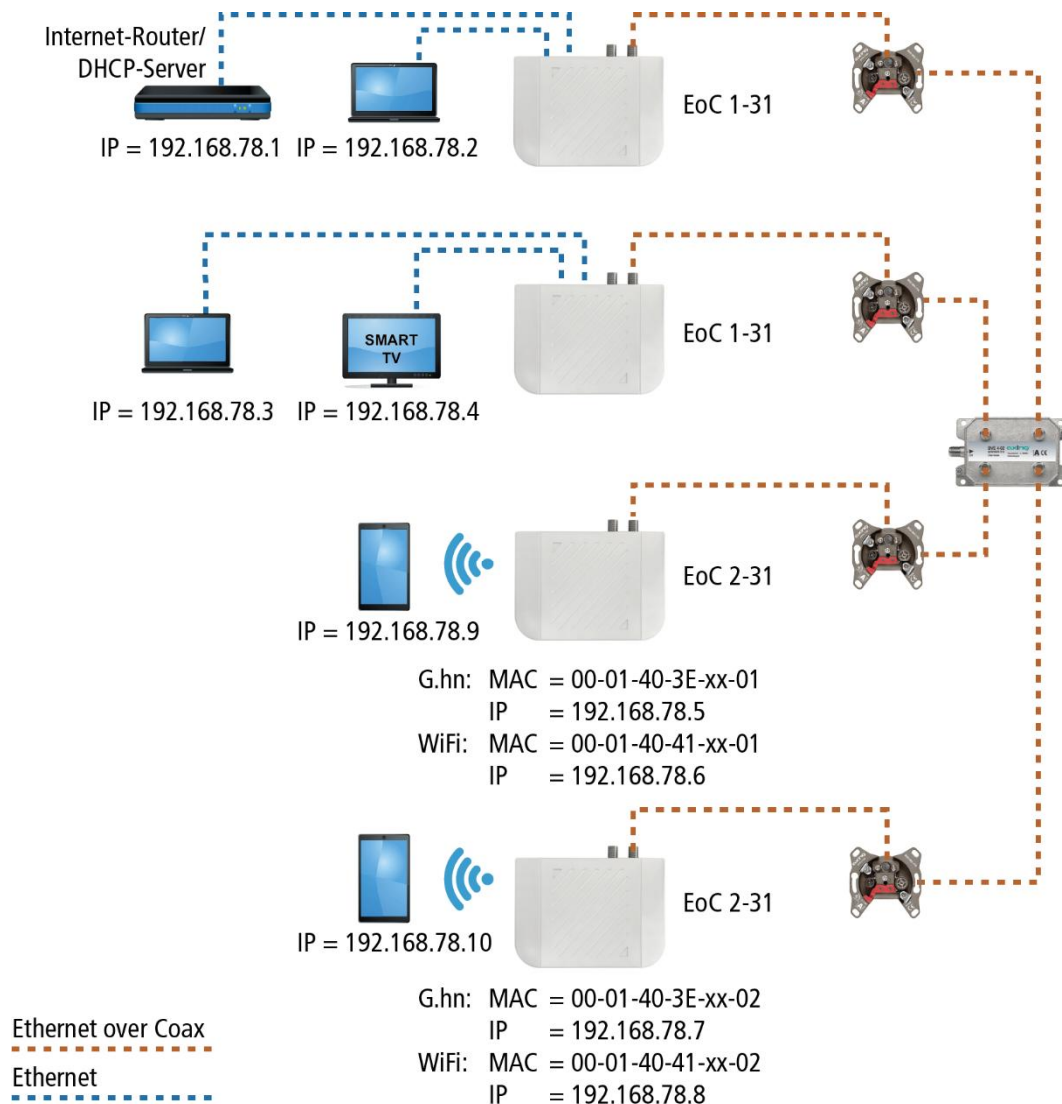 Internet-Router/
DHCP-Server
IP = 192.168.78.1
IP = 192.168.78.2
EoC 1-31
SMART
TV
IP = 192.168.78.3
IP = 192.168.78.4
EoC 1-31
EoC 2-31
IP = 192.168.78.9
G.hn: MAC = 00-01-40-3E-xx-01
IP = 192.168.78.5
WiFi: MAC = 00-01-40-41-xx-01
IP = 192.168.78.6
EoC 2-31
IP = 192.168.78.10
G.hn: MAC = 00-01-40-3E-xx-02
IP = 192.168.78.7
WiFi: MAC = 00-01-40-41-xx-02
IP = 192.168.78.8
Ethernet over Coax
Ethernet